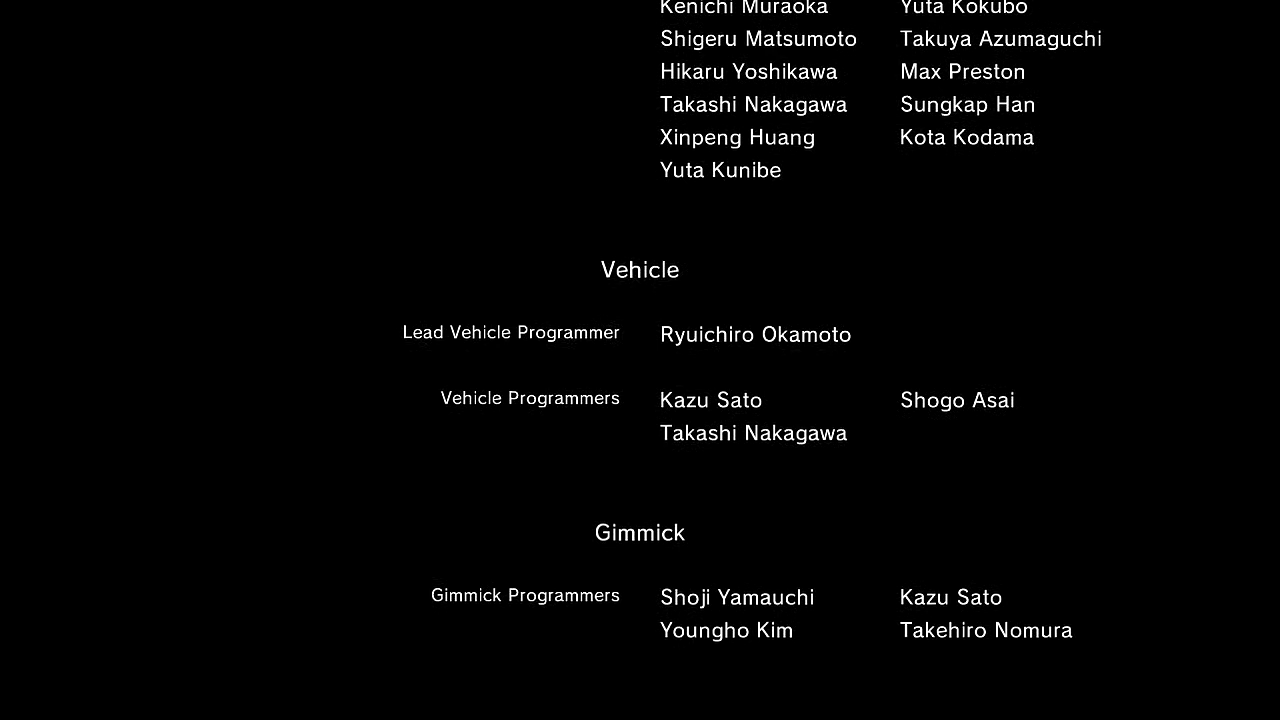 Kenichi Muraoka Yuta Kokubo
Shigeru Matsumoto Takuya Azumaguchi
Hikaru Yoshikawa Max Preston
Takashi Nakagawa Sungkap Han
Xinpeng Huang Kota Kodama
Yuta Kunibe
Vehicle
Lead Vehicle Programmer Ryuichiro Okamoto
Vehicle Programmers Kazu Sato Shogo Asai
Takashi Nakagawa
Gimmick
Gimmick Programmers Shoji Yamauchi Kazu Sato
Youngho Kim Takehiro Nomura